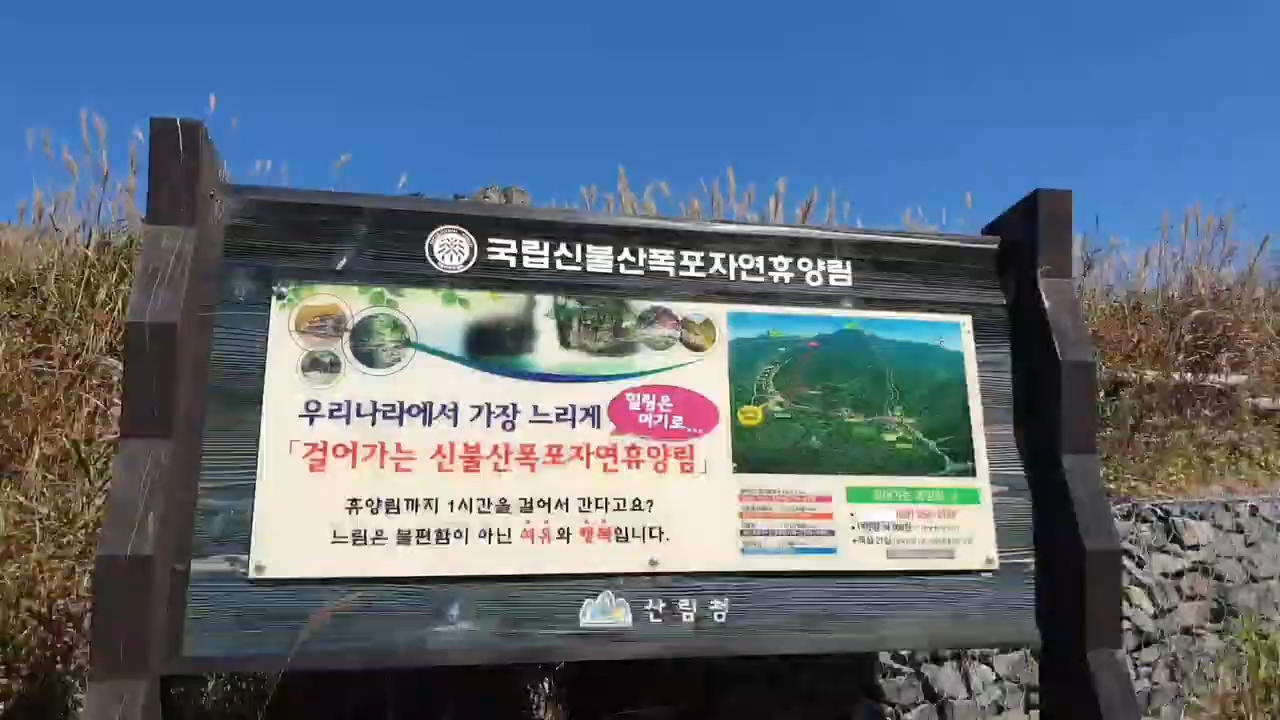 국립신불산폭포자연휴양림
우리나라에서 가장 느리게
힐림은
여기로...
「걸어가는 신불산폭포자연휴양림」
휴양림까지 1시간을 걸어서 간다고요?
느림은 불편함이 아닌 여유와 행복입니다.
산림청